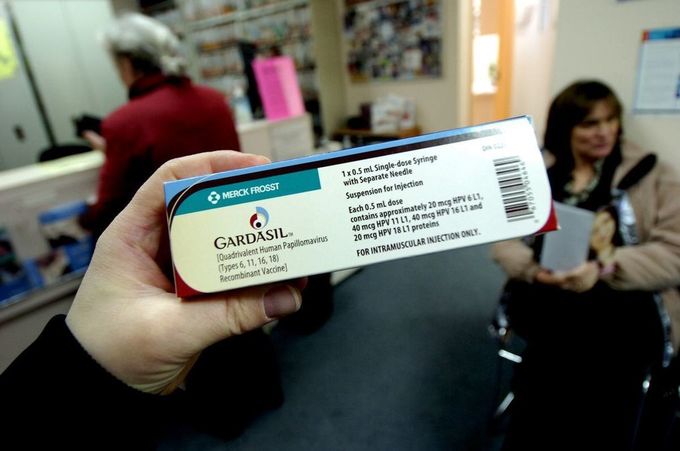 MERCK FROSST
GARDASIL™
[Quadrivalent Human Papillomavirus
(Types 6, 11, 16, 18)
Recombinant Vaccine]
1 x 0.5 mL Single-dose Syringe
with Separate Needle
Suspension for Injection
Each 0.5 mL dose
contains approximately 20 mcg HPV 6 L1,
40 mcg HPV 11 L1, 40 mcg HPV 16 L1 and
20 mcg HPV 18 L1 proteins
FOR INTRAMUSCULAR INJECTION ONLY.
DIN